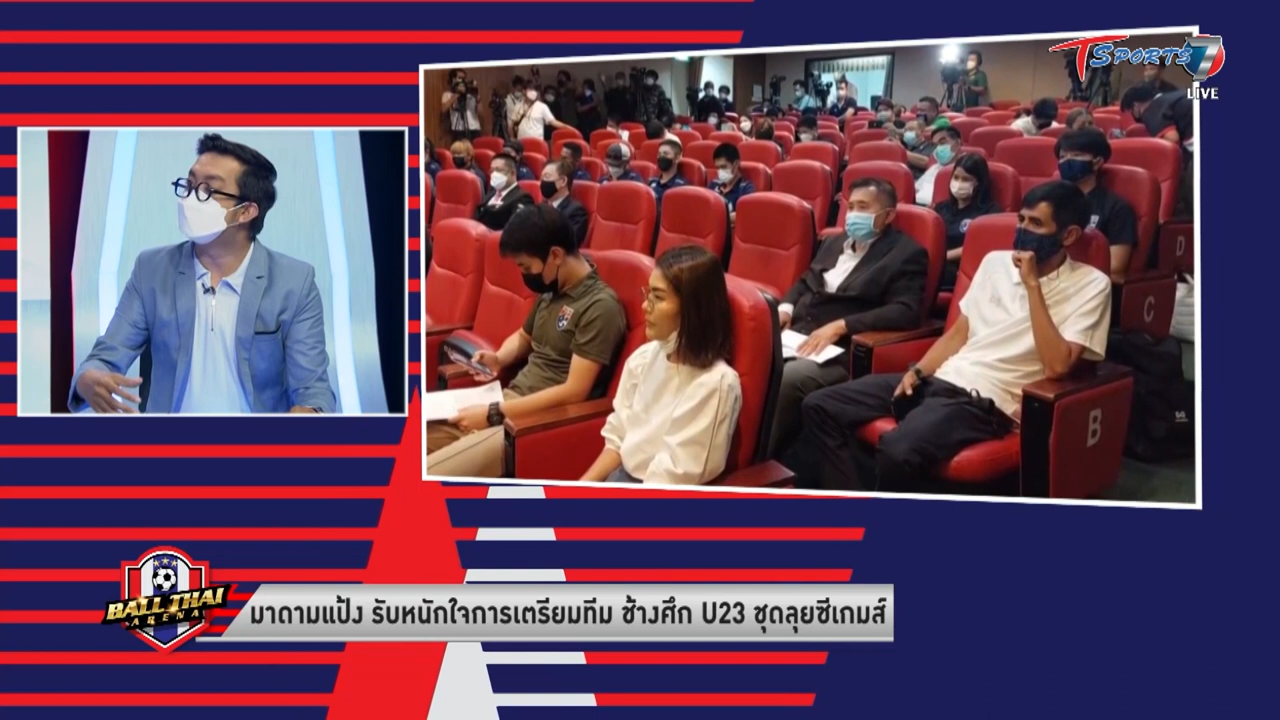 TSPORTS 7
LIVE
D
C
B
BALL THAI
ARENA
มาดามแป้ง รับหนักใจการเตรียมทีม ช้างศึก U23 ชุดลุยซีเกมส์